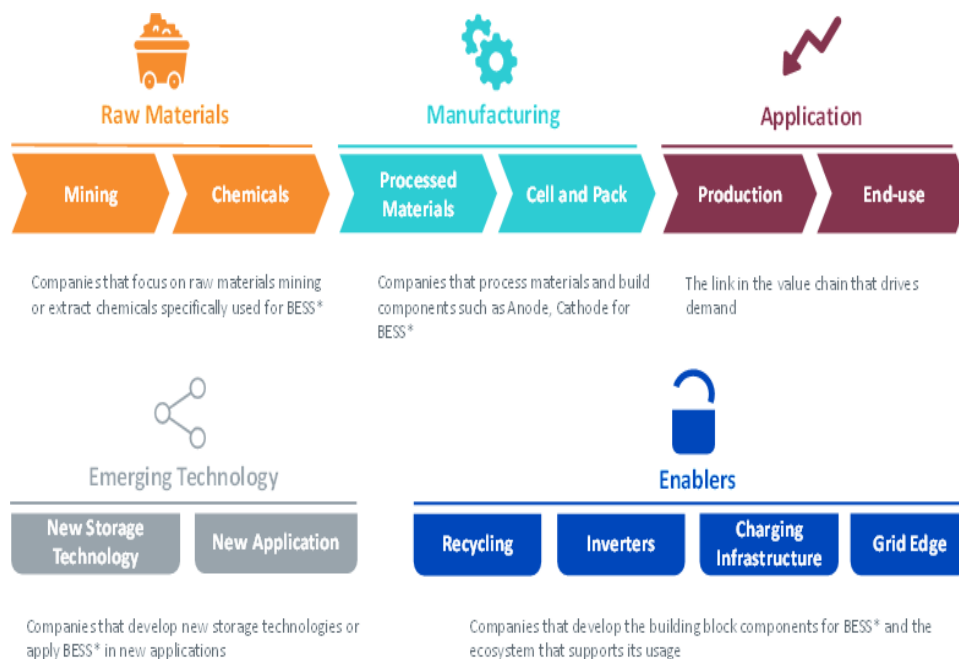 Raw Materials
Manufacturing
Application
Mining
Chemicals
Processed
Materials
Cell and Pack
Production
End-use
Companies that focus on raw materials mining
or extract chemicals specifically used for BESS*
Companies that process materials and build
components such as Anode, Cathode for
BESS*
The link in the value chain that drives
demand
Emerging Technology
Enablers
New Storage
Technology
New Application
Recycling
Inverters
Charging
Infrastructure
Grid Edge
Companies that develop new storage technologies or
apply BESS* in new applications
Companies that develop the building block components for BESS* and the
ecosystem that supports its usage